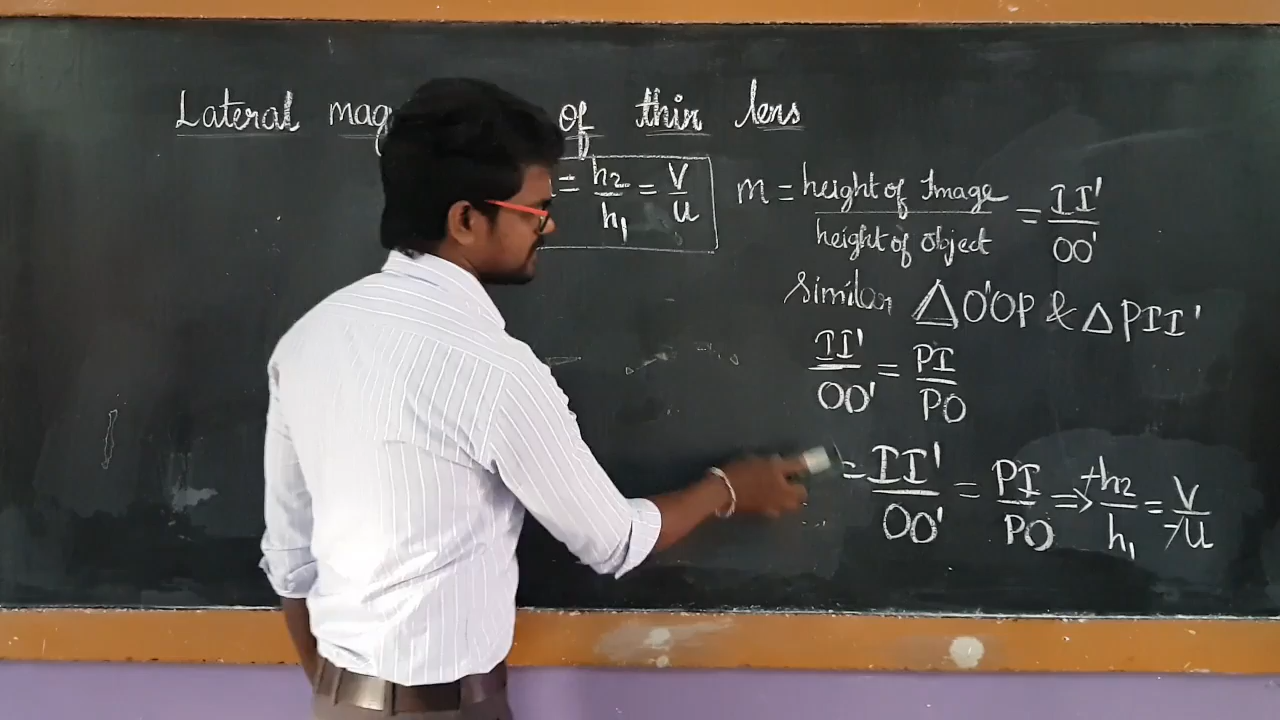 Lateral mag of thin lens
= h2/h1 = v/u
m = height of Image/height of object = II'/OO'
Similar △O'OP & △PII'
II'/OO' = PI/PO
= II'/OO' = PI/PO ⇒ +h2/h1 = v/-u